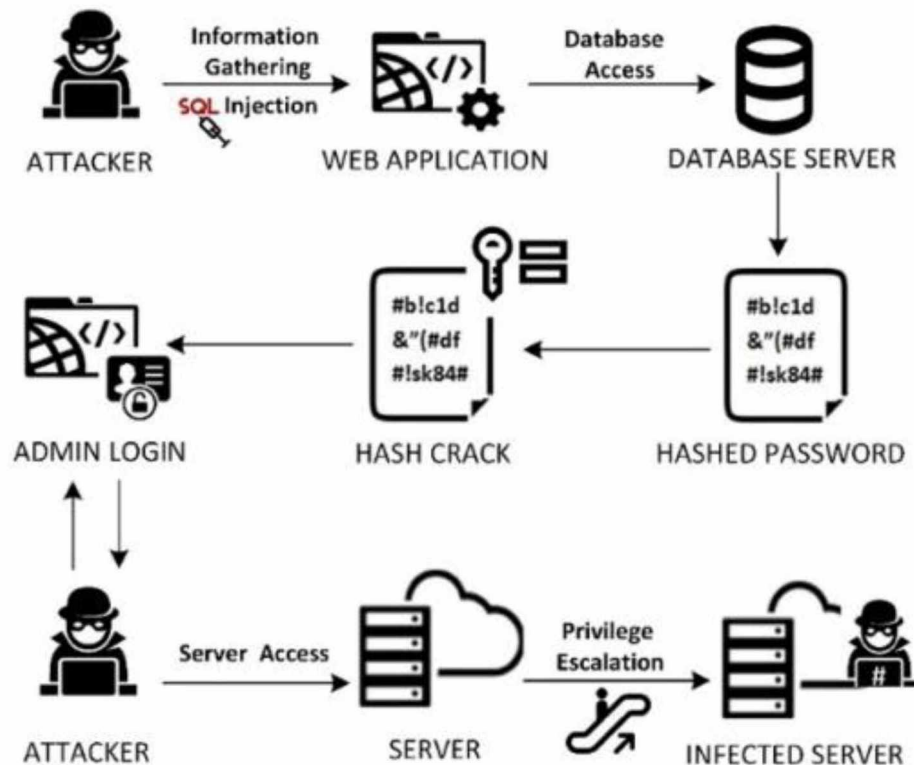 Information
Gathering
SQL Injection
Database
Access
ATTACKER
WEB APPLICATION
DATABASE SERVER
#b!c1d
&"(#df
#!sk84#
#b!c1d
&"(#df
#!sk84#
</>
</>
ADMIN LOGIN
HASH CRACK
HASHED PASSWORD
Server Access
Privilege
Escalation
#
ATTACKER
SERVER
INFECTED SERVER